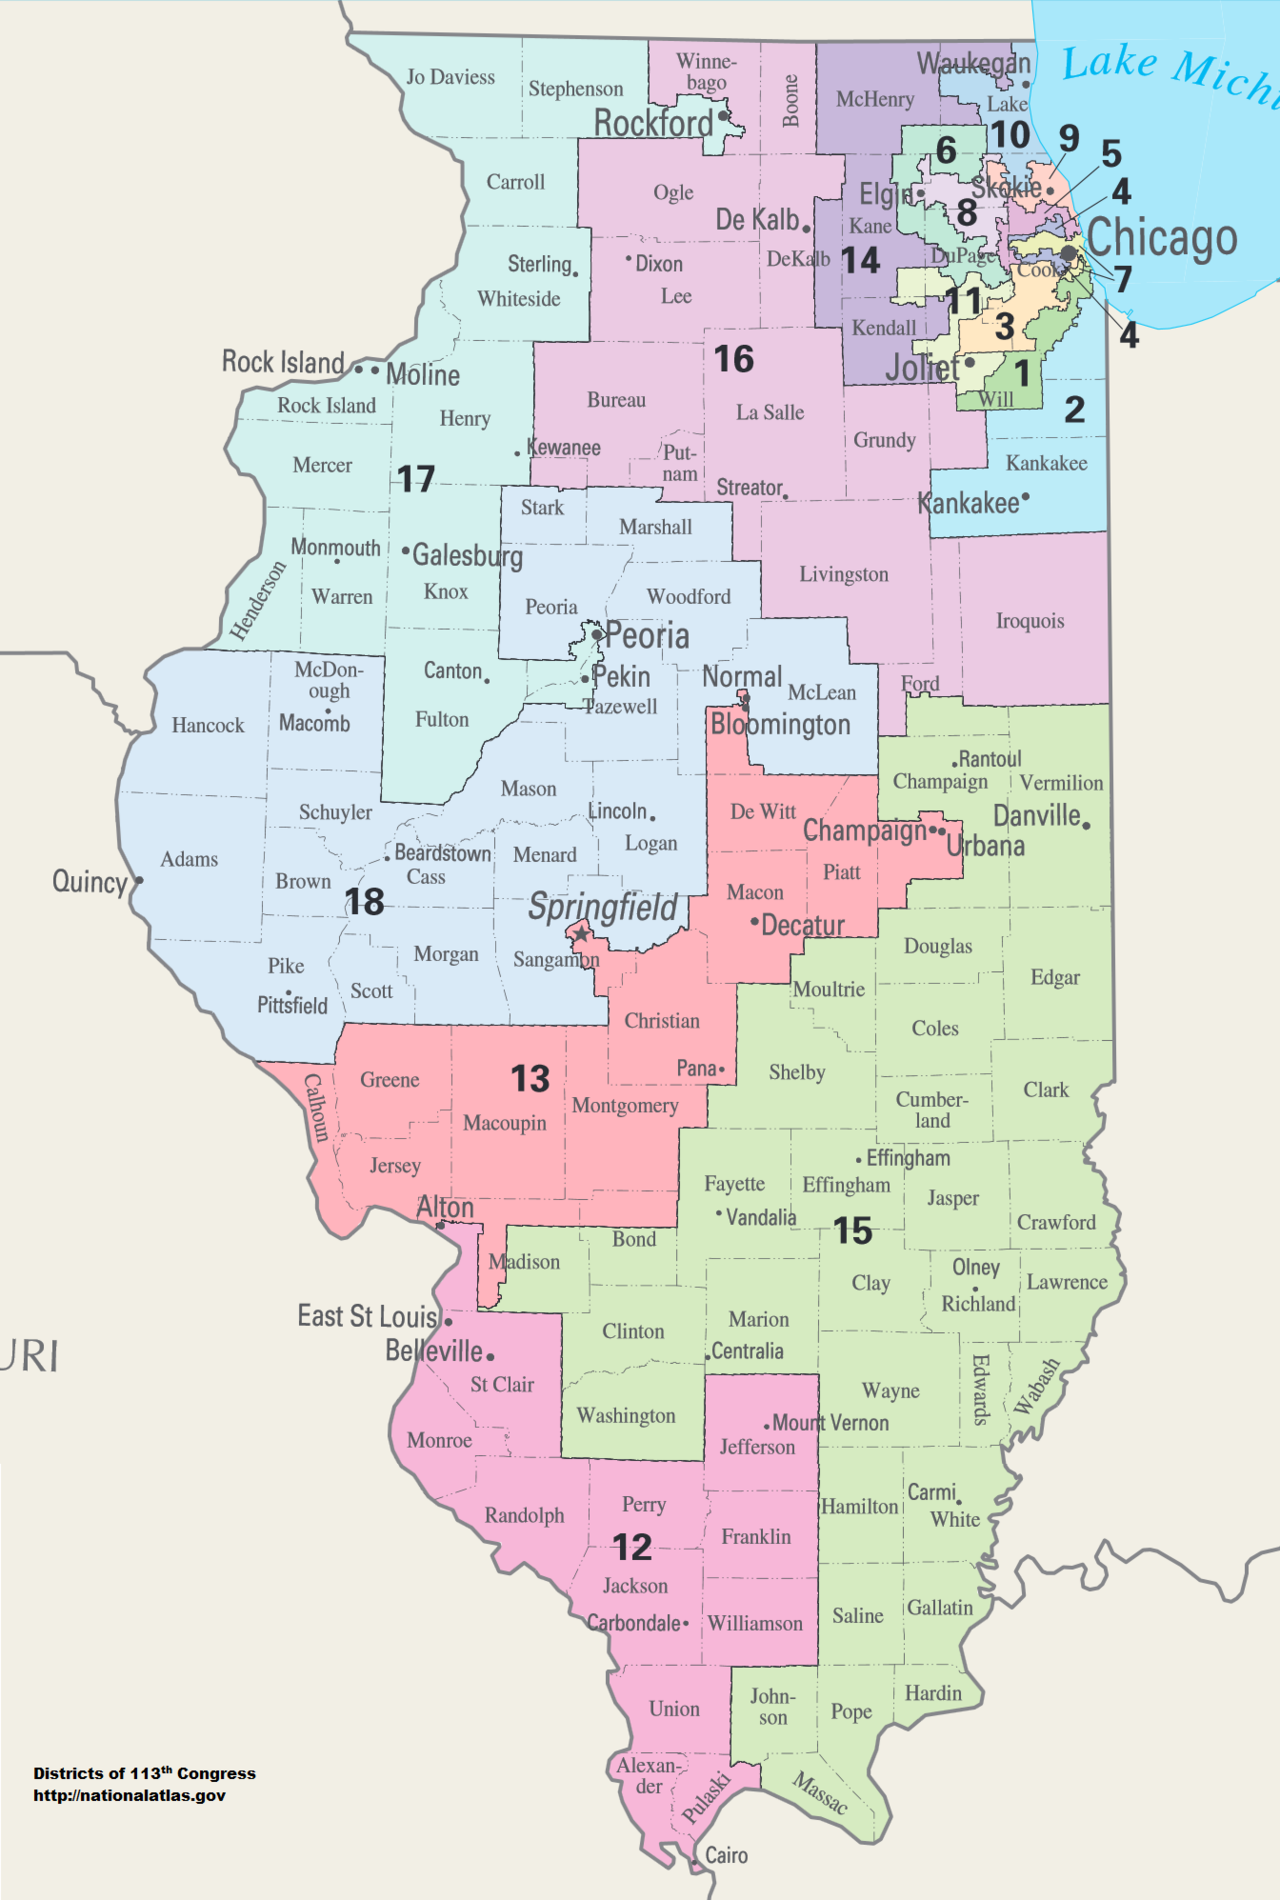 Lake Michi
Jo Daviess
Stephenson
Winne-
bago
Boone
McHenry
Waukegan
Lake
10
9
5
4
Rockford
6
Carroll
Ogle
Elgin
Skokie
8
De Kalb
Kane
Chicago
Sterling
Dixon
DeKalb
14
DuPage
Cook
7
Whiteside
Lee
11
Kendall
3
4
Rock Island
Moline
16
Joliet
1
Rock Island
Henry
Bureau
La Salle
Will
2
Mercer
Kewanee
Put-
nam
Grundy
Kankakee
17
Streator
Kankakee
Stark
Marshall
Monmouth
Galesburg
Henderson
Warren
Knox
Peoria
Woodford
Livingston
Iroquois
Peoria
McDon-
ough
Canton
Pekin
Normal
McLean
Ford
Hancock
Macomb
Fulton
Tazewell
Bloomington
Rantoul
Champaign
Vermilion
Mason
Schuyler
Lincoln
De Witt
Champaign
Danville
Urbana
Adams
Beardstown
Cass
Menard
Logan
Quincy
Brown
18
Macon
Piatt
Springfield
Decatur
Pike
Morgan
Sangamon
Douglas
Edgar
Pittsfield
Scott
Moultrie
Christian
Coles
Calhoun
Greene
13
Pana
Shelby
Clark
Macoupin
Montgomery
Cumber-
land
Jersey
Effingham
Fayette
Effingham
Jasper
Alton
Vandalia
15
Crawford
Madison
Bond
Olney
Clay
Richland
Lawrence
East St Louis
Clinton
Marion
URI
Belleville
Centralia
St Clair
Washington
Wayne
Edwards
Wabash
Monroe
Mount Vernon
Jefferson
Randolph
Perry
Hamilton
Carmi
White
12
Franklin
Jackson
Carbondale
Williamson
Saline
Gallatin
Union
John-
son
Pope
Hardin
Alexan-
der
Pulaski
Massac
Districts of 113th Congress
http://nationalatlas.gov
Cairo